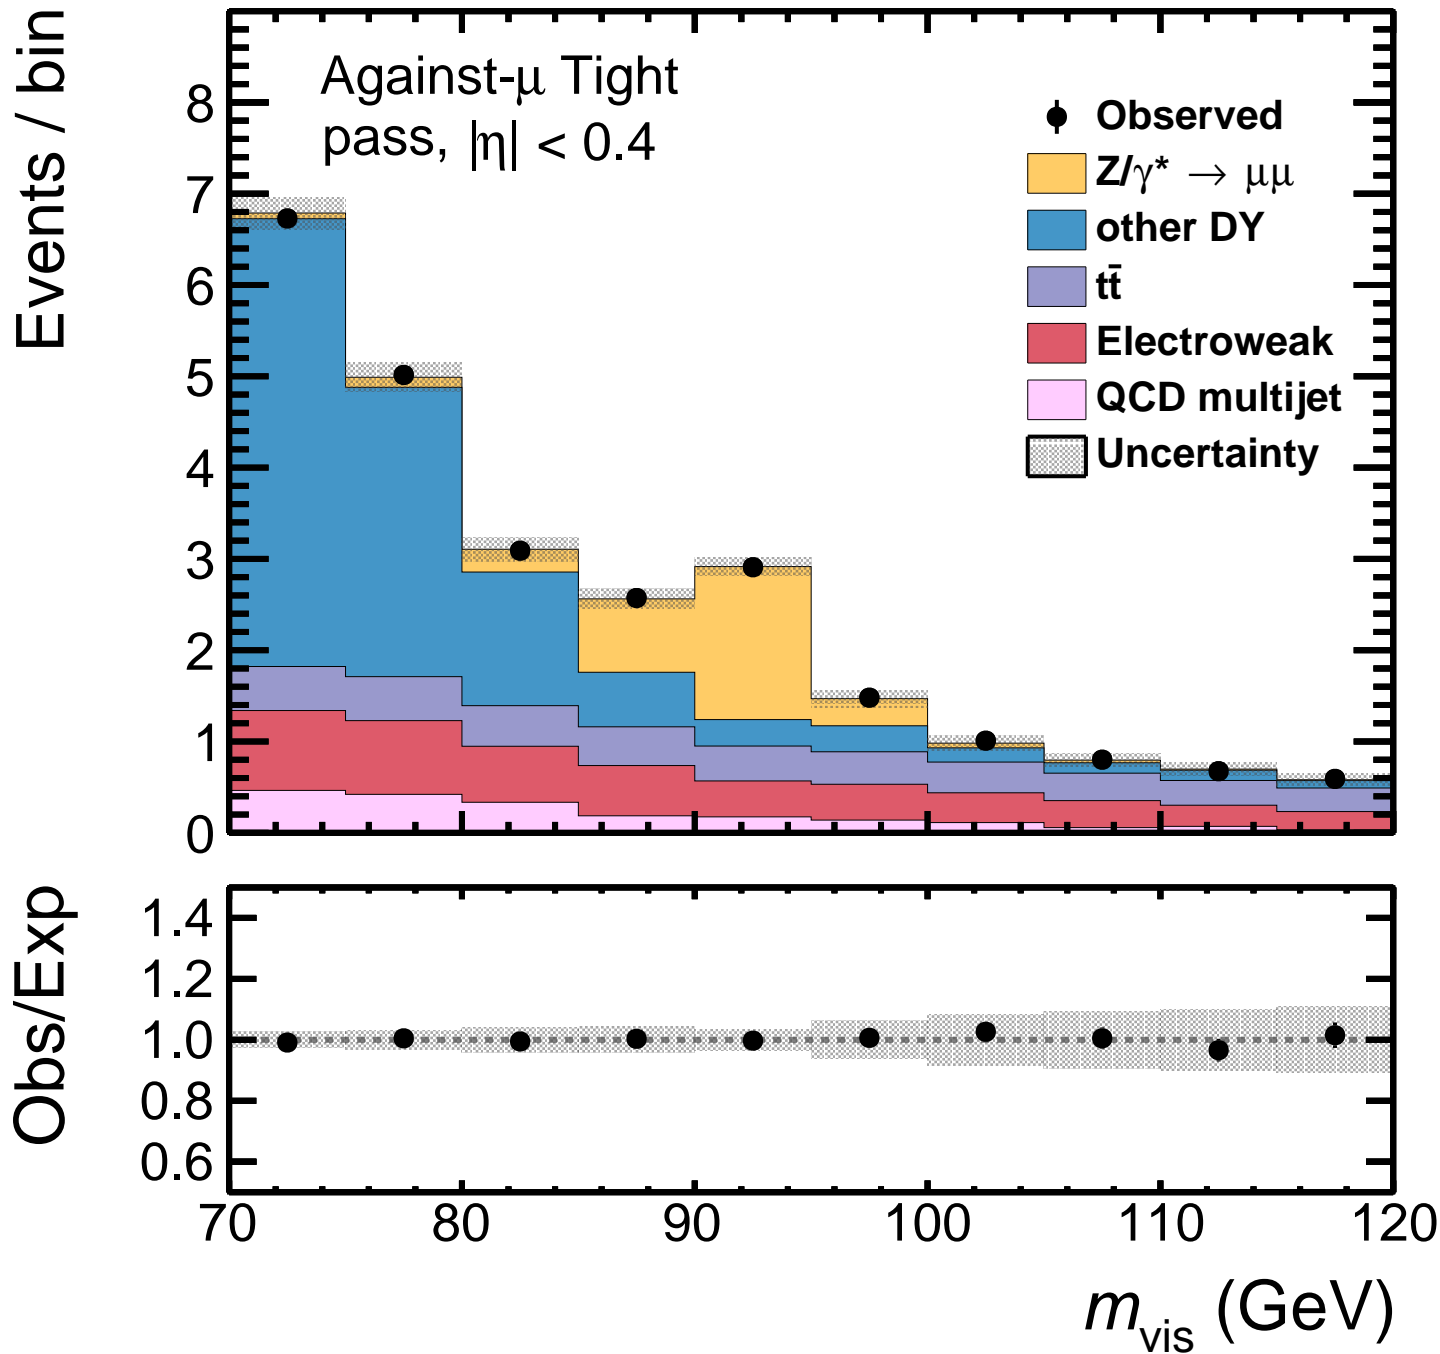 Events / bin
Against-μ Tight
pass, |η| < 0.4
Observed
Z/γ* → μμ
other DY
tt̄
Electroweak
QCD multijet
Uncertainty
8
7
6
5
4
3
2
1
0
Obs/Exp
1.4
1.2
1.0
0.8
0.6
70 80 90 100 110 120
m_vis (GeV)